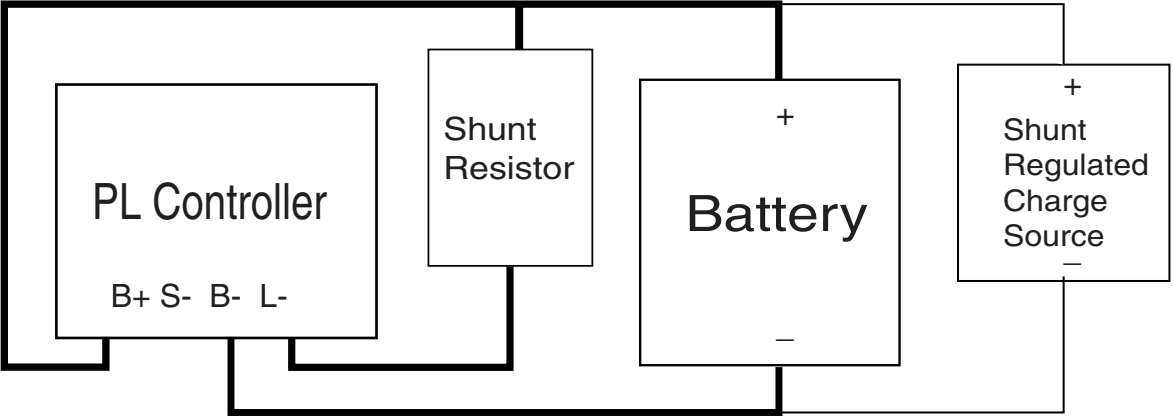 PL Controller
B+ S- B- L-
Shunt
Resistor
+
Battery
–
+
Shunt
Regulated
Charge
Source
–